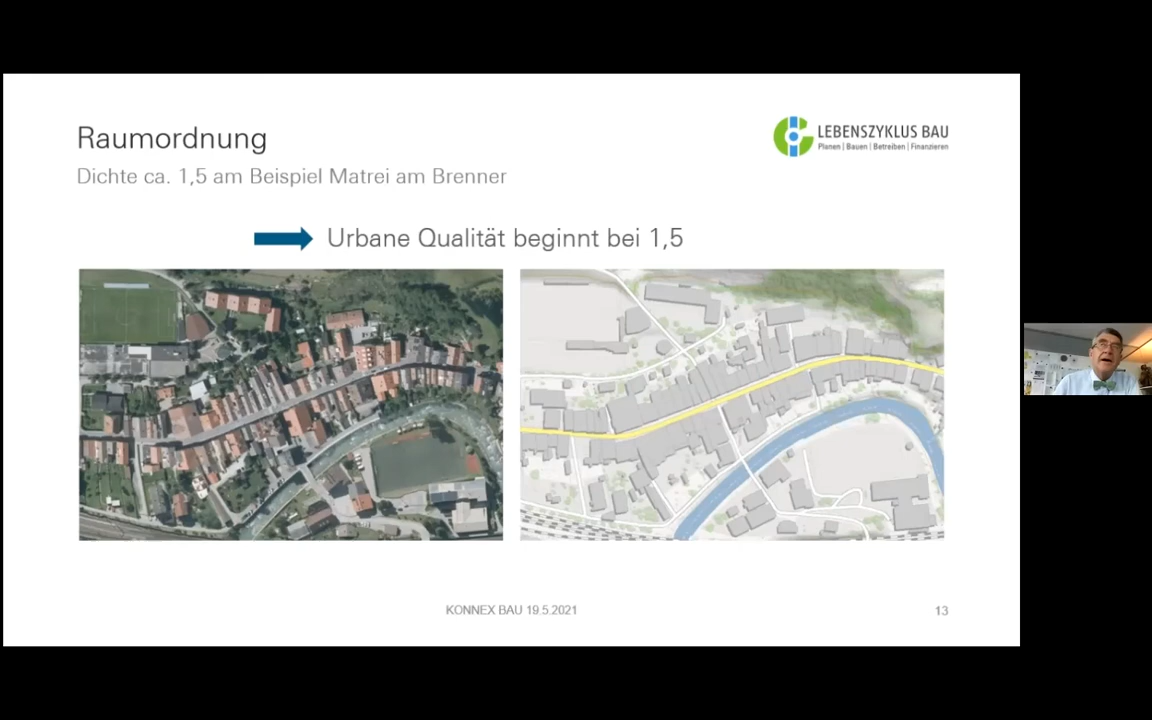 Raumordnung
LEBENSZYKLUS BAU
Planen | Bauen | Betreiben | Finanzieren
Dichte ca. 1,5 am Beispiel Matrei am Brenner
Urbane Qualität beginnt bei 1,5
KONNEX BAU 19.5.2021
13